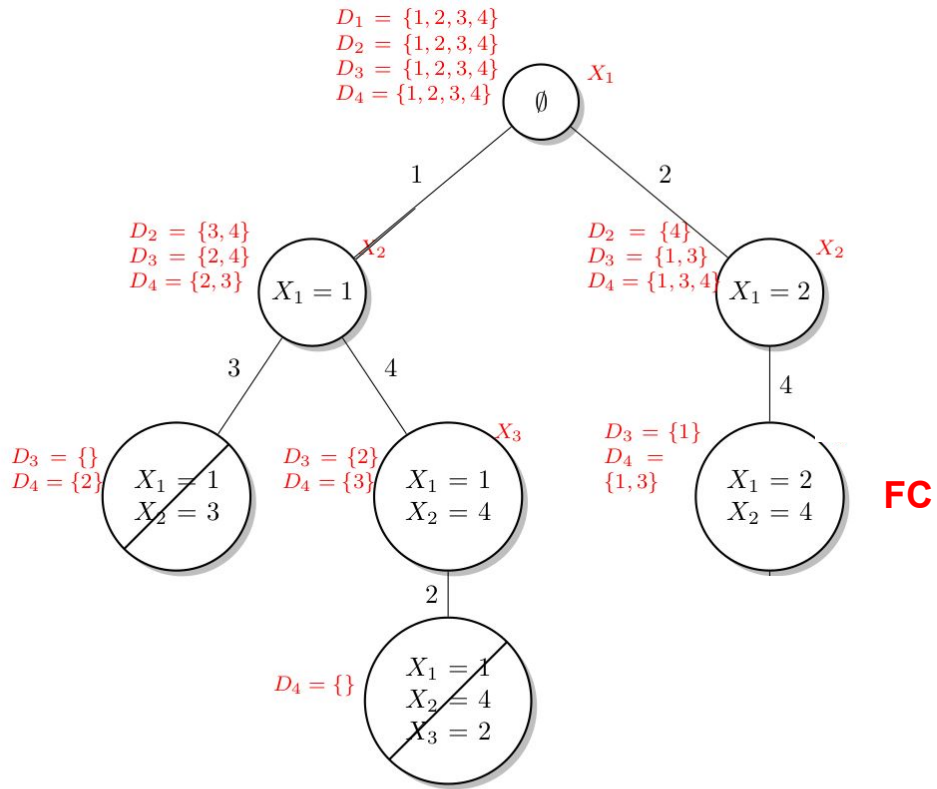 D₁ = {1, 2, 3, 4}
D₂ = {1, 2, 3, 4}
D₃ = {1, 2, 3, 4}
D₄ = {1, 2, 3, 4}
X₁
∅
1
2
D₂ = {3, 4}
D₃ = {2, 4}
D₄ = {2, 3}
X₂
X₁ = 1
D₂ = {4}
D₃ = {1, 3}
D₄ = {1, 3, 4}
X₂
X₁ = 2
3
4
4
D₃ = {}
D₄ = {2}
X₁ = 1
X₂ = 3
D₃ = {2}
D₄ = {3}
X₃
X₁ = 1
X₂ = 4
D₃ = {1}
D₄ =
{1, 3}
X₁ = 2
X₂ = 4
FC
2
D₄ = {}
X₁ = 1
X₂ = 4
X₃ = 2